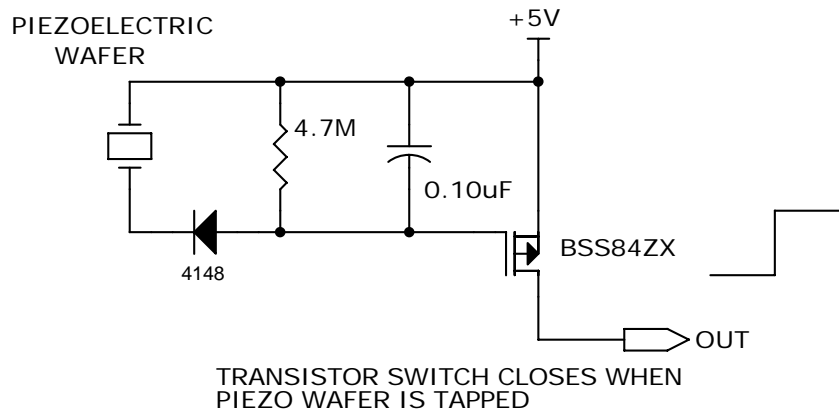 PIEZOELECTRIC
WAFER
+5V
4.7M
0.10uF
4148
BSS84ZX
OUT
TRANSISTOR SWITCH CLOSES WHEN
PIEZO WAFER IS TAPPED